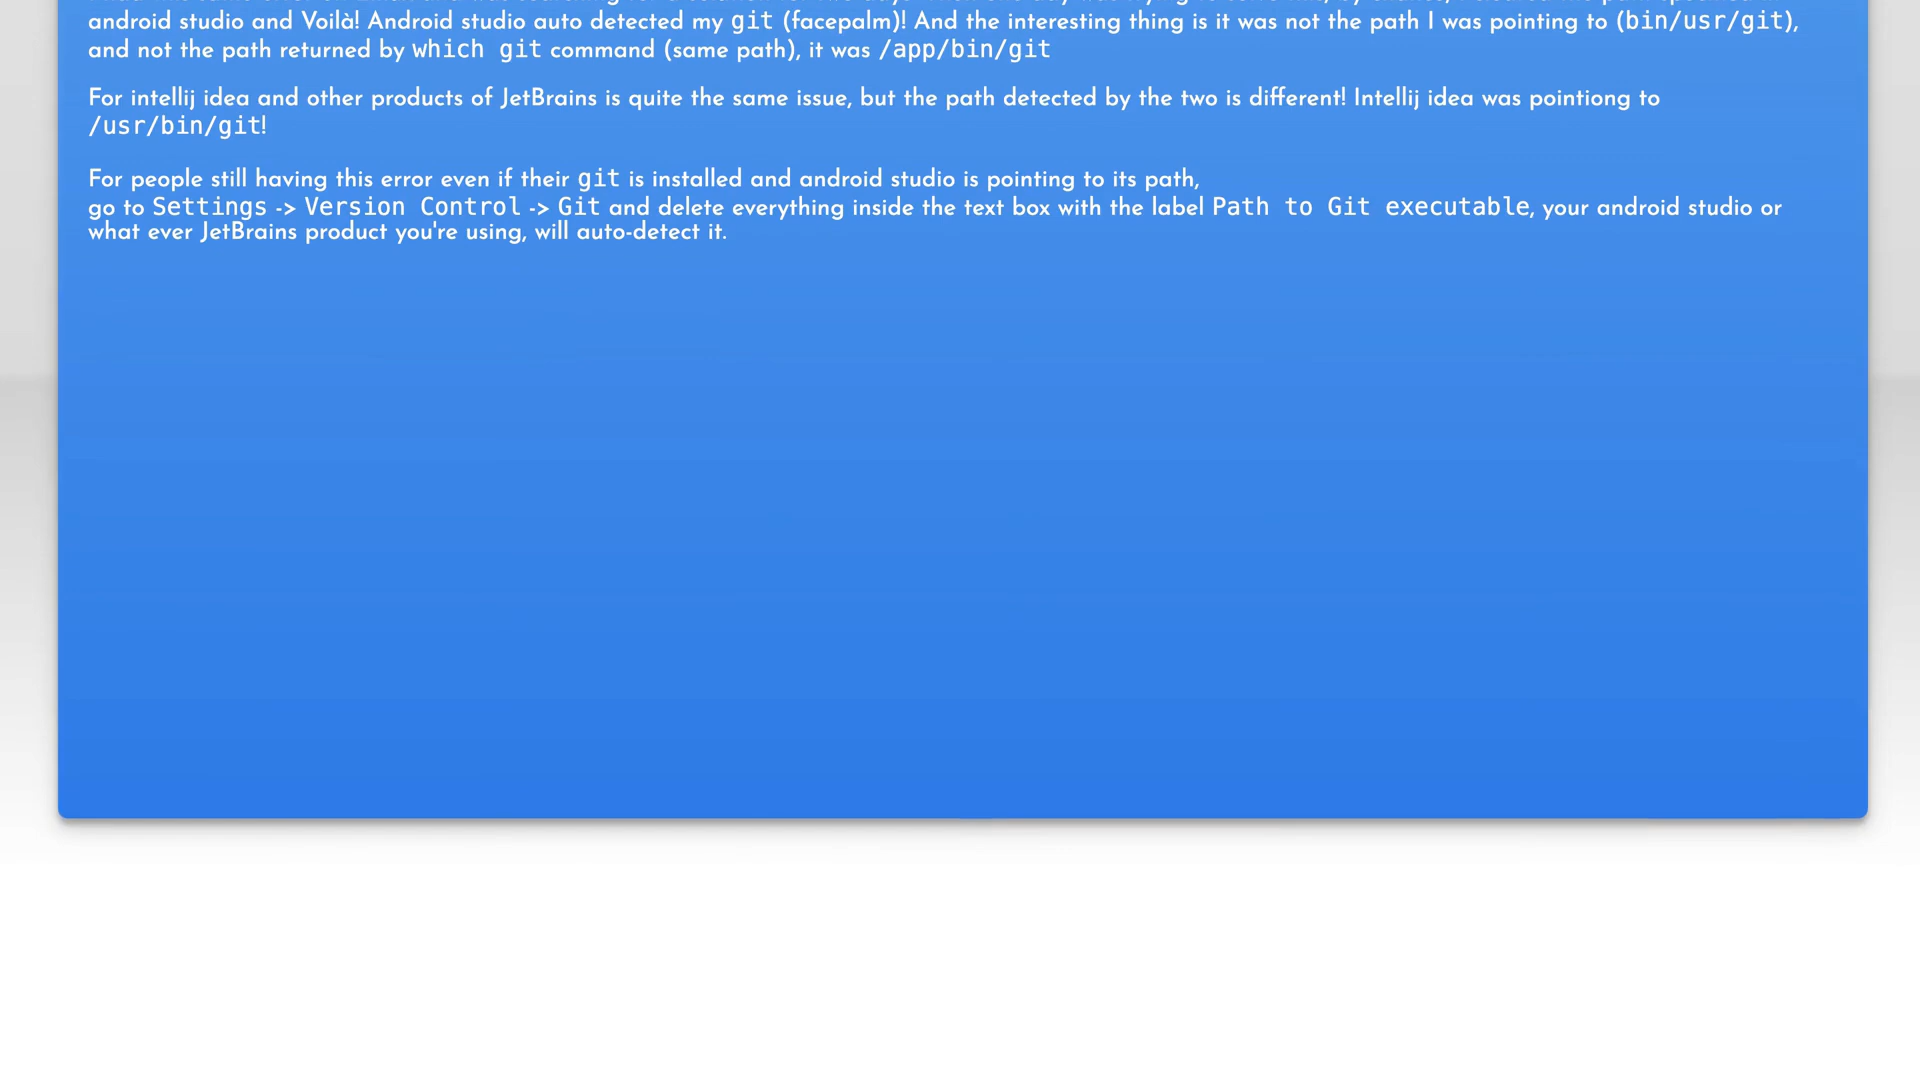 android studio and Voilà! Android studio auto detected my git (facepalm)! And the interesting thing is it was not the path I was pointing to (bin/usr/git),
and not the path returned by which git command (same path), it was /app/bin/git
For intellij idea and other products of JetBrains is quite the same issue, but the path detected by the two is different! Intellij idea was pointiong to
/usr/bin/git!
For people still having this error even if their git is installed and android studio is pointing to its path,
go to Settings -> Version Control -> Git and delete everything inside the text box with the label Path to Git executable, your android studio or
what ever JetBrains product you're using, will auto-detect it.